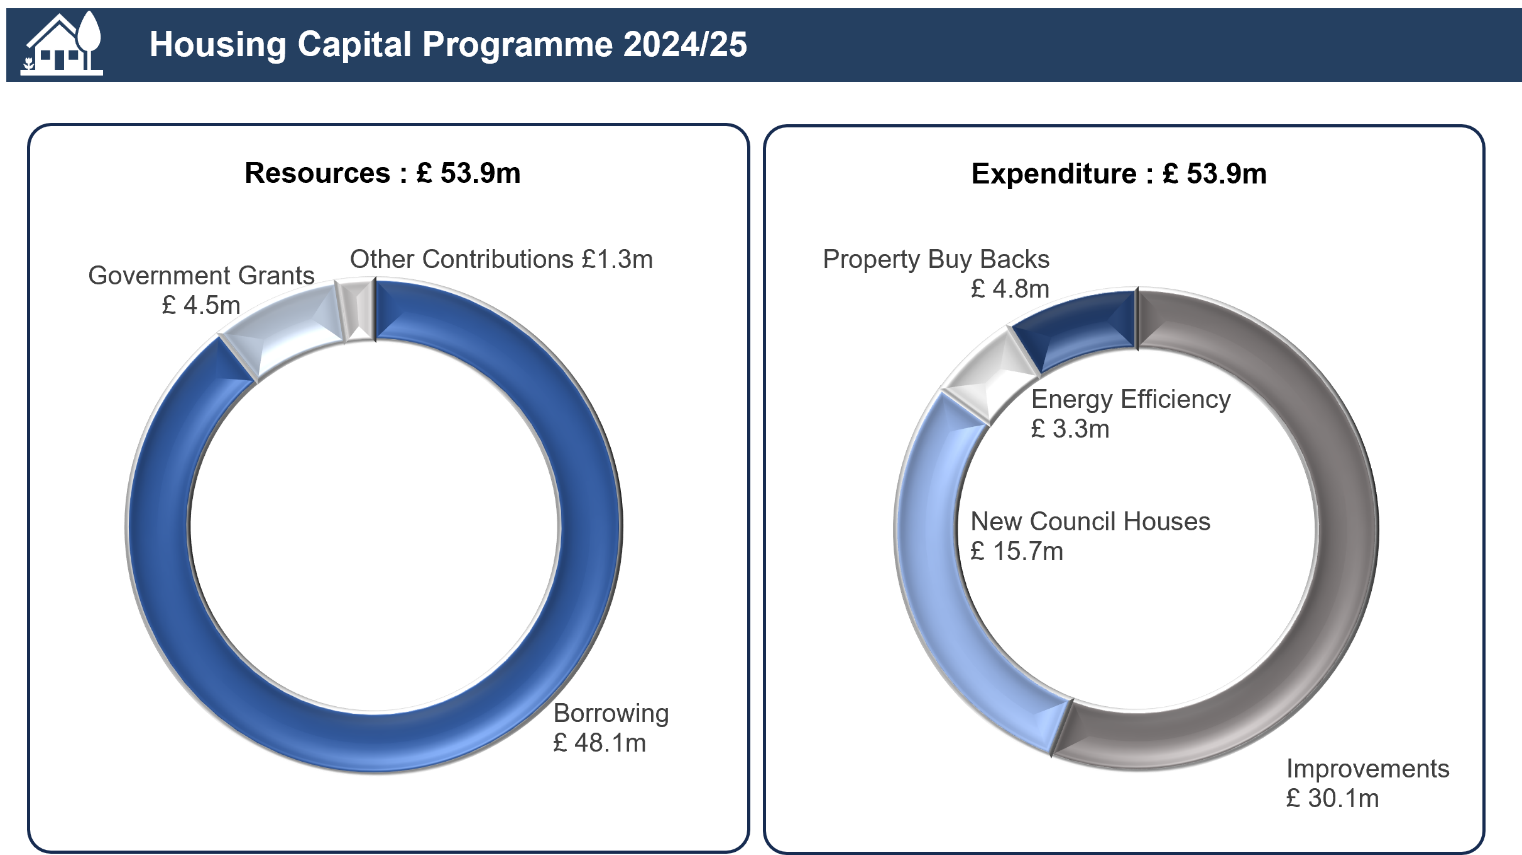 Housing Capital Programme 2024/25
Resources : £ 53.9m
Other Contributions £1.3m
Government Grants
£ 4.5m
Borrowing
£ 48.1m
Expenditure : £ 53.9m
Property Buy Backs
£ 4.8m
Energy Efficiency
£ 3.3m
New Council Houses
£ 15.7m
Improvements
£ 30.1m